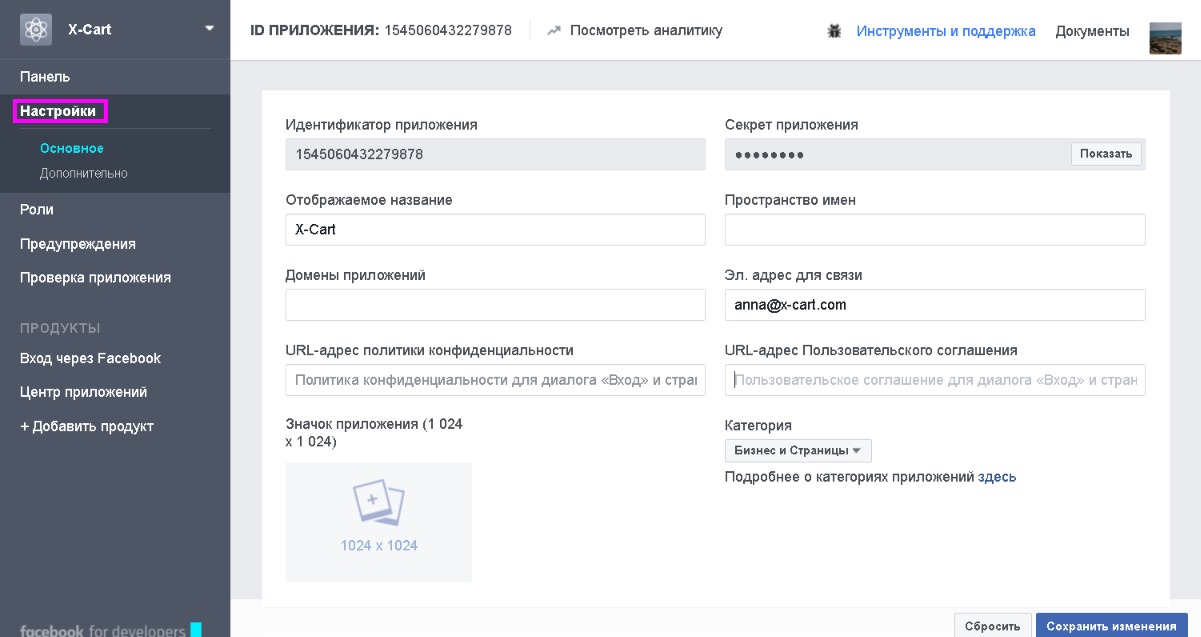 X-Cart
ID ПРИЛОЖЕНИЯ: 1545060432279878
Посмотреть аналитику
Инструменты и поддержка
Документы
Панель
Настройки
Основное
Дополнительно
Роли
Предупреждения
Проверка приложения
ПРОДУКТЫ
Вход через Facebook
Центр приложений
+ Добавить продукт
facebook for developers
Идентификатор приложения
1545060432279878
Секрет приложения
●●●●●●●●
Показать
Отображаемое название
X-Cart
Пространство имен
Домены приложений
Эл. адрес для связи
anna@x-cart.com
URL-адрес политики конфиденциальности
Политика конфиденциальности для диалога «Вход» и стран
URL-адрес Пользовательского соглашения
Пользовательское соглашение для диалога «Вход» и стран
Значок приложения (1 024
x 1 024)
1024 x 1024
Категория
Бизнес и Страницы
Подробнее о категориях приложений здесь
Сбросить
Сохранить изменения